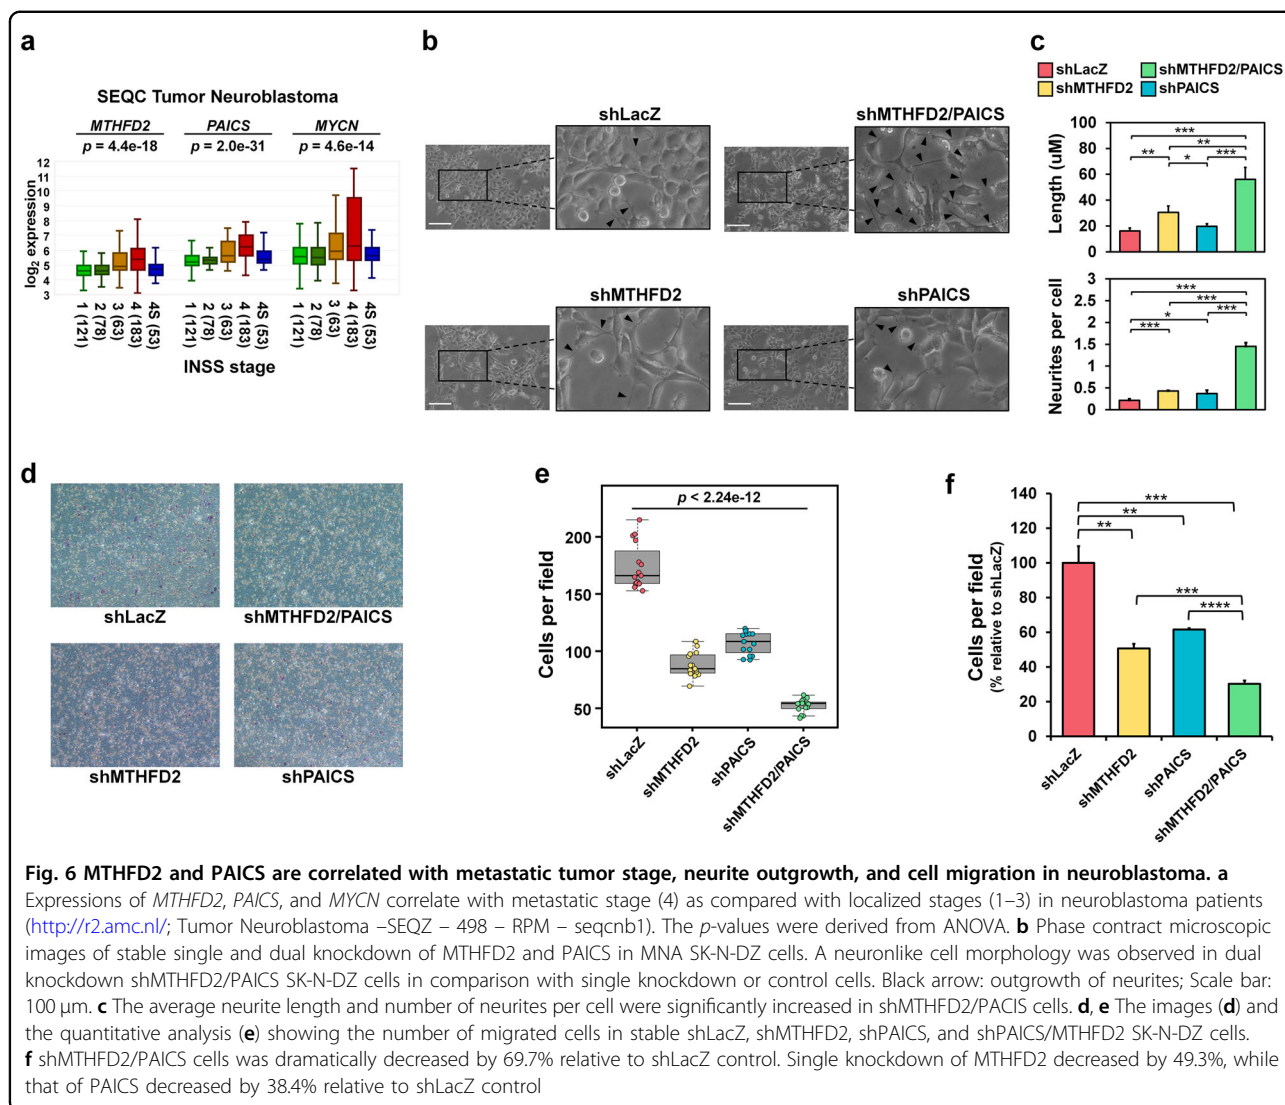 a
SEQC Tumor Neuroblastoma
MTHFD2 PAICS MYCN
p = 4.4e-18 p = 2.0e-31 p = 4.6e-14
log2 expression
12
11
10
9
8
7
6
5
4
3
1 (121)
2 (78)
3 (63)
4 (183)
4S (53)
1 (121)
2 (78)
3 (63)
4 (183)
4S (53)
1 (121)
2 (78)
3 (63)
4 (183)
4S (53)
INSS stage
b
shLacZ
shMTHFD2/PAICS
shMTHFD2
shPAICS
c
shLacZ shMTHFD2/PAICS
shMTHFD2 shPAICS
Length (uM)
100
80
60
40
20
0
***
** **
* ***
Neurites per cell
3
2.5
2
1.5
1
0.5
0
***
***
* ***
***
d
shLacZ
shMTHFD2/PAICS
shMTHFD2
shPAICS
e
p < 2.24e-12
Cells per field
200
150
100
50
shLacZ
shMTHFD2
shPAICS
shMTHFD2/PAICS
f
Cells per field
(% relative to shLacZ)
140
120
100
80
60
40
20
0
***
**
**
***
****
shLacZ
shMTHFD2
shPAICS
shMTHFD2/PAICS
Fig. 6 MTHFD2 and PAICS are correlated with metastatic tumor stage, neurite outgrowth, and cell migration in neuroblastoma. a
Expressions of MTHFD2, PAICS, and MYCN correlate with metastatic stage (4) as compared with localized stages (1–3) in neuroblastoma patients
(http://r2.amc.nl/; Tumor Neuroblastoma –SEQZ – 498 – RPM – seqcnb1). The p-values were derived from ANOVA. b Phase contract microscopic
images of stable single and dual knockdown of MTHFD2 and PAICS in MNA SK-N-DZ cells. A neuronlike cell morphology was observed in dual
knockdown shMTHFD2/PAICS SK-N-DZ cells in comparison with single knockdown or control cells. Black arrow: outgrowth of neurites; Scale bar:
100 μm. c The average neurite length and number of neurites per cell were significantly increased in shMTHFD2/PACIS cells. d, e The images (d) and
the quantitative analysis (e) showing the number of migrated cells in stable shLacZ, shMTHFD2, shPAICS, and shPAICS/MTHFD2 SK-N-DZ cells.
f shMTHFD2/PAICS cells was dramatically decreased by 69.7% relative to shLacZ control. Single knockdown of MTHFD2 decreased by 49.3%, while
that of PAICS decreased by 38.4% relative to shLacZ control